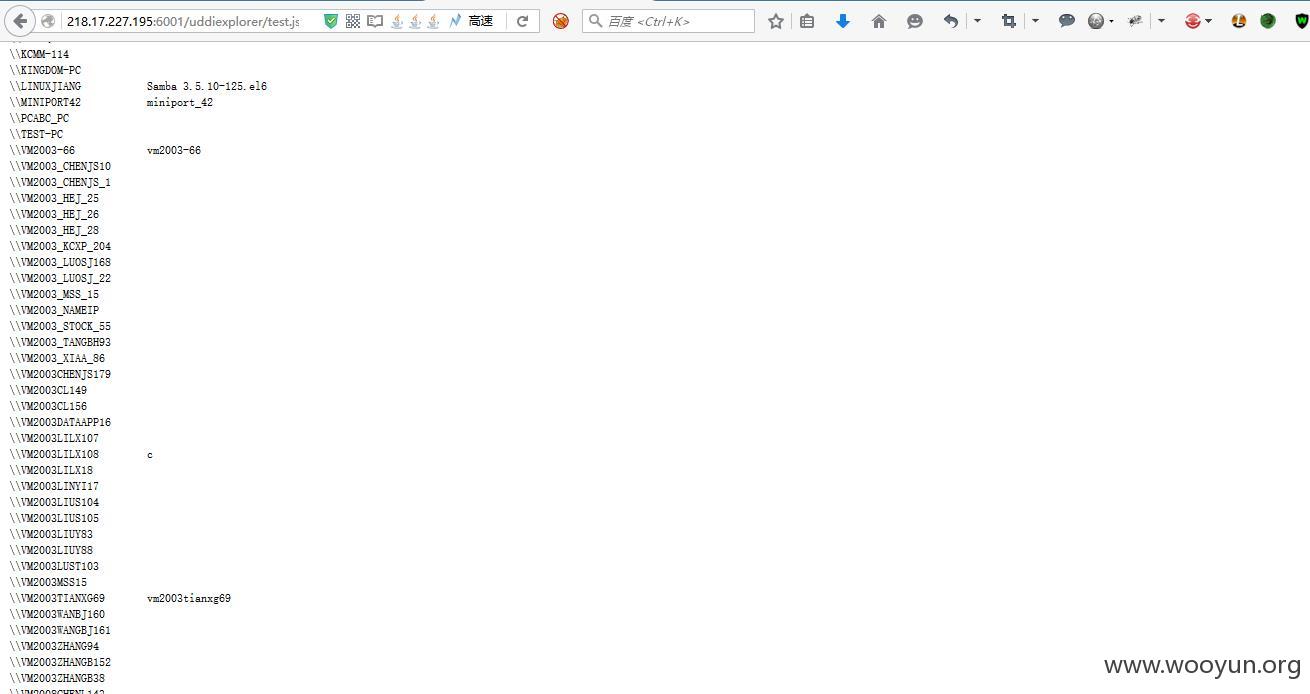 218.17.227.195:6001/uddiexplorer/test.js
高速
百度 <Ctrl+K>
\\KCMM-114
\\KINGDOM-PC
\\LINUXJIANG Samba 3.5.10-125.el6
\\MINIPORT42 miniport_42
\\PCABC_PC
\\TEST-PC
\\VM2003-66 vm2003-66
\\VM2003_CHENJS10
\\VM2003_CHENJS_1
\\VM2003_HEJ_25
\\VM2003_HEJ_26
\\VM2003_HEJ_28
\\VM2003_KCXP_204
\\VM2003_LUOSJ168
\\VM2003_LUOSJ_22
\\VM2003_MSS_15
\\VM2003_NAMEIP
\\VM2003_STOCK_55
\\VM2003_TANGBH93
\\VM2003_XIAA_86
\\VM2003CHENJS179
\\VM2003CL149
\\VM2003CL156
\\VM2003DATAAPP16
\\VM2003LILX107
\\VM2003LILX108 c
\\VM2003LILX18
\\VM2003LINYI17
\\VM2003LIUS104
\\VM2003LIUS105
\\VM2003LIUY83
\\VM2003LIUY88
\\VM2003LUST103
\\VM2003MSS15
\\VM2003TIANXG69 vm2003tianxg69
\\VM2003WANBJ160
\\VM2003WANGBJ161
\\VM2003ZHANG94
\\VM2003ZHANGB152
\\VM2003ZHANGB38
www.wooyun.org